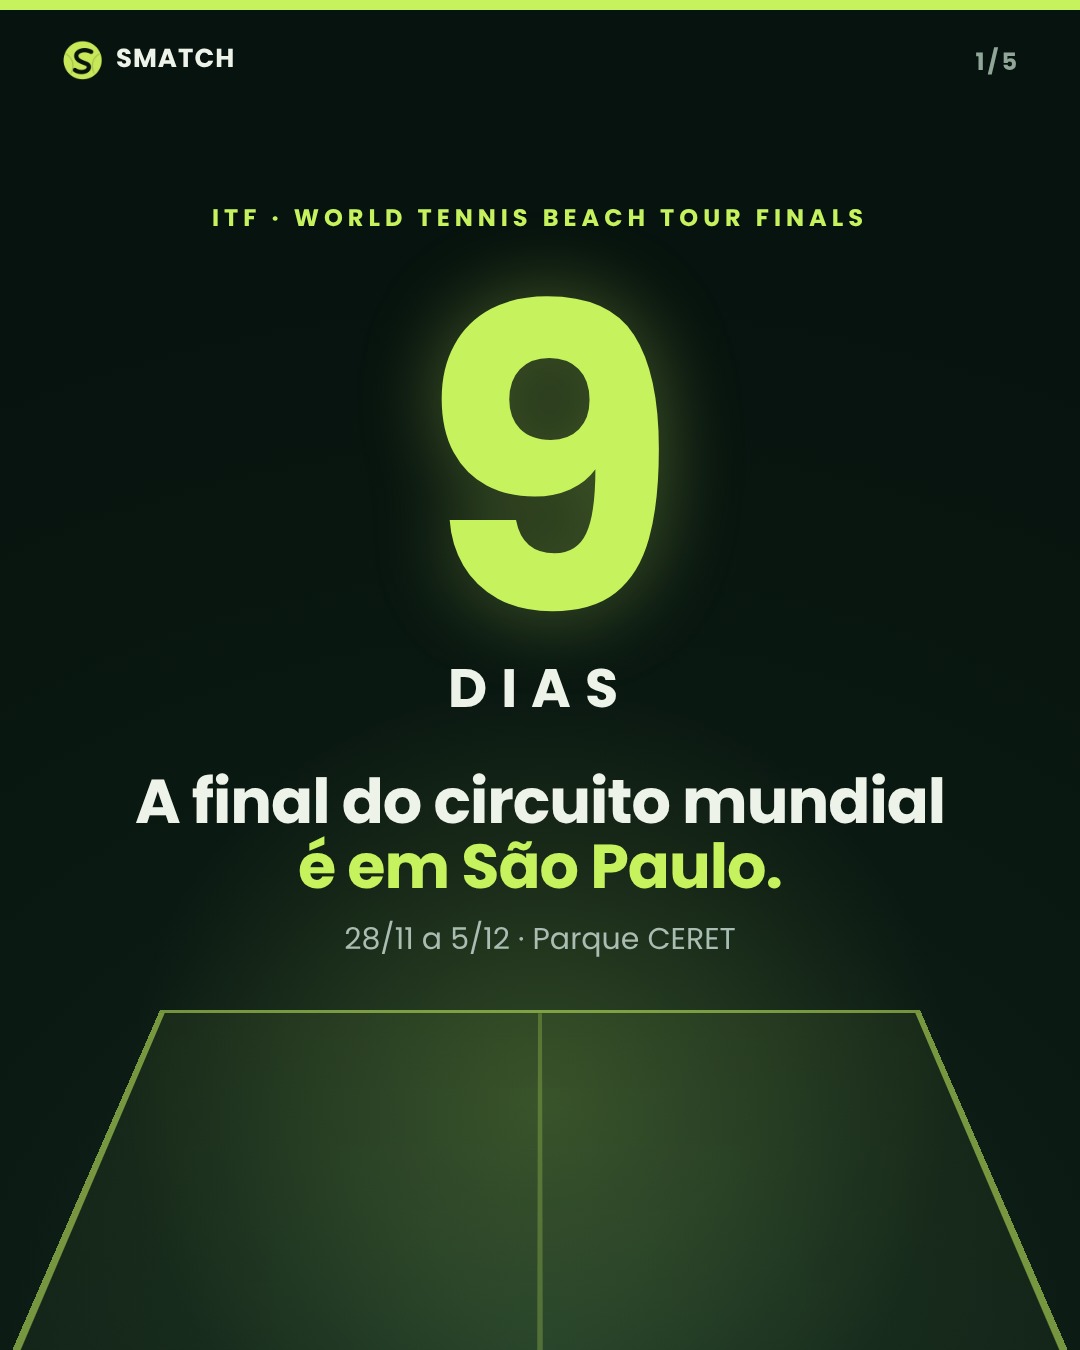 SMATCH
1/5
ITF · WORLD TENNIS BEACH TOUR FINALS
9
DIAS
A final do circuito mundial
é em São Paulo.
28/11 a 5/12 · Parque CERET